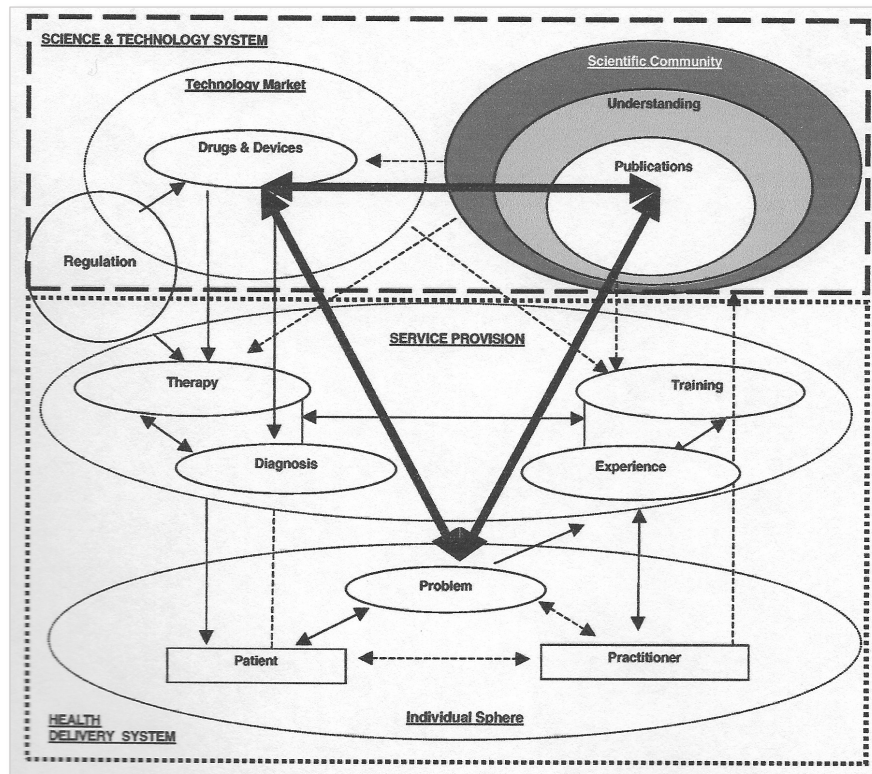 SCIENCE & TECHNOLOGY SYSTEM
Scientific Community
Technology Market
Understanding
Drugs & Devices
Publications
Regulation
SERVICE PROVISION
Therapy
Training
Diagnosis
Experience
Problem
Patient
Practitioner
Individual Sphere
HEALTH
DELIVERY SYSTEM